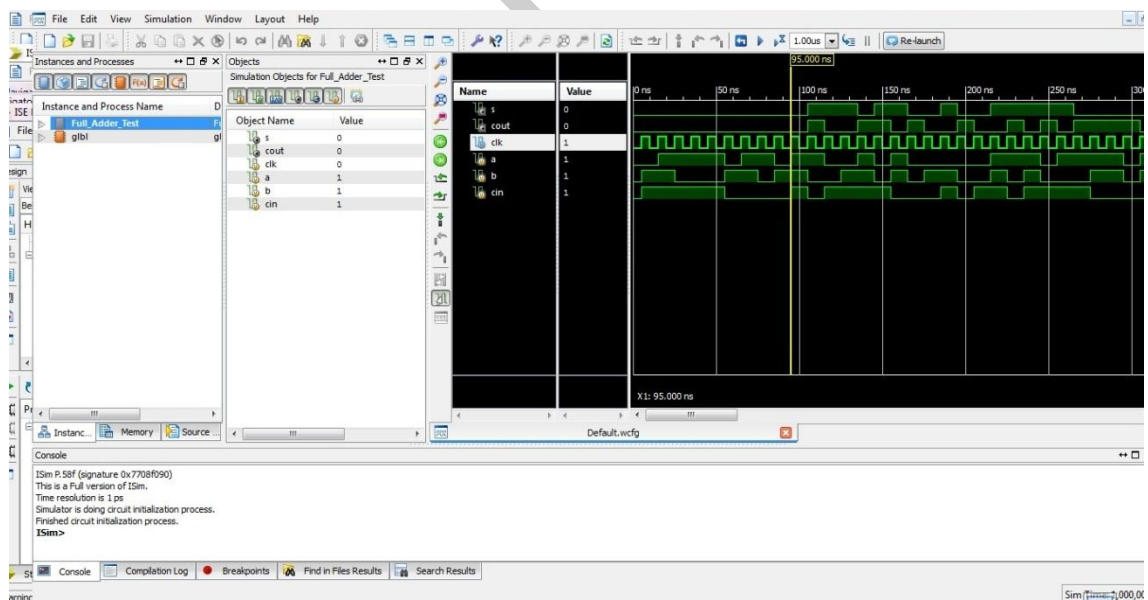 File Edit View Simulation Window Layout Help
1.00us
Re-launch
Instances and Processes
Instance and Process Name D
Full_Adder_Test
glbl gl
Instanc... Memory Source ...
Objects
Simulation Objects for Full_Adder_Test
Object Name Value
s 0
cout 0
clk 0
a 1
b 1
cin 1
Name Value
s 0
cout 0
clk 1
a 1
b 1
cin 1
95.000 ns
0 ns 50 ns 100 ns 150 ns 200 ns 250 ns 30
X1: 95.000 ns
Default.wcfg
Console
ISim P.58f (signature 0x7708f090)
This is a Full version of ISim.
Time resolution is 1 ps
Simulator is doing circuit initialization process.
Finished circuit initialization process.
ISim>
Console Compilation Log Breakpoints Find in Files Results Search Results